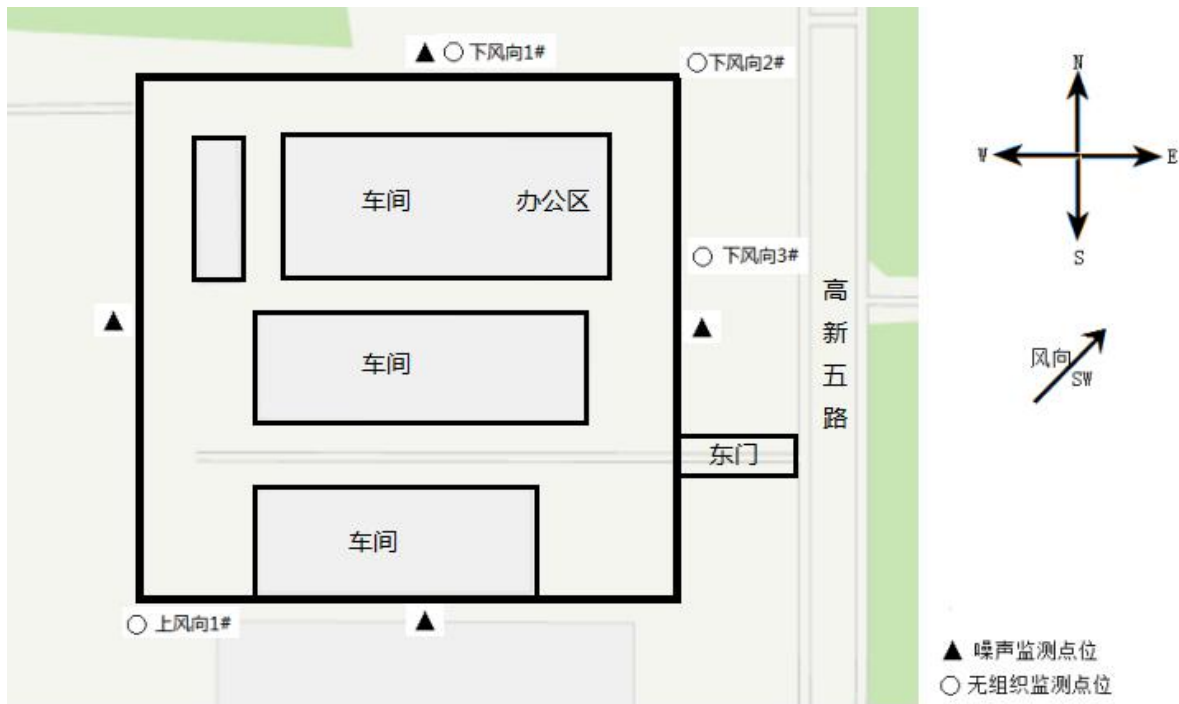 下风向1#
下风向2#
N
W
E
S
车间
办公区
下风向3#
高新五路
风向
SW
车间
东门
车间
上风向1#
噪声监测点位
无组织监测点位